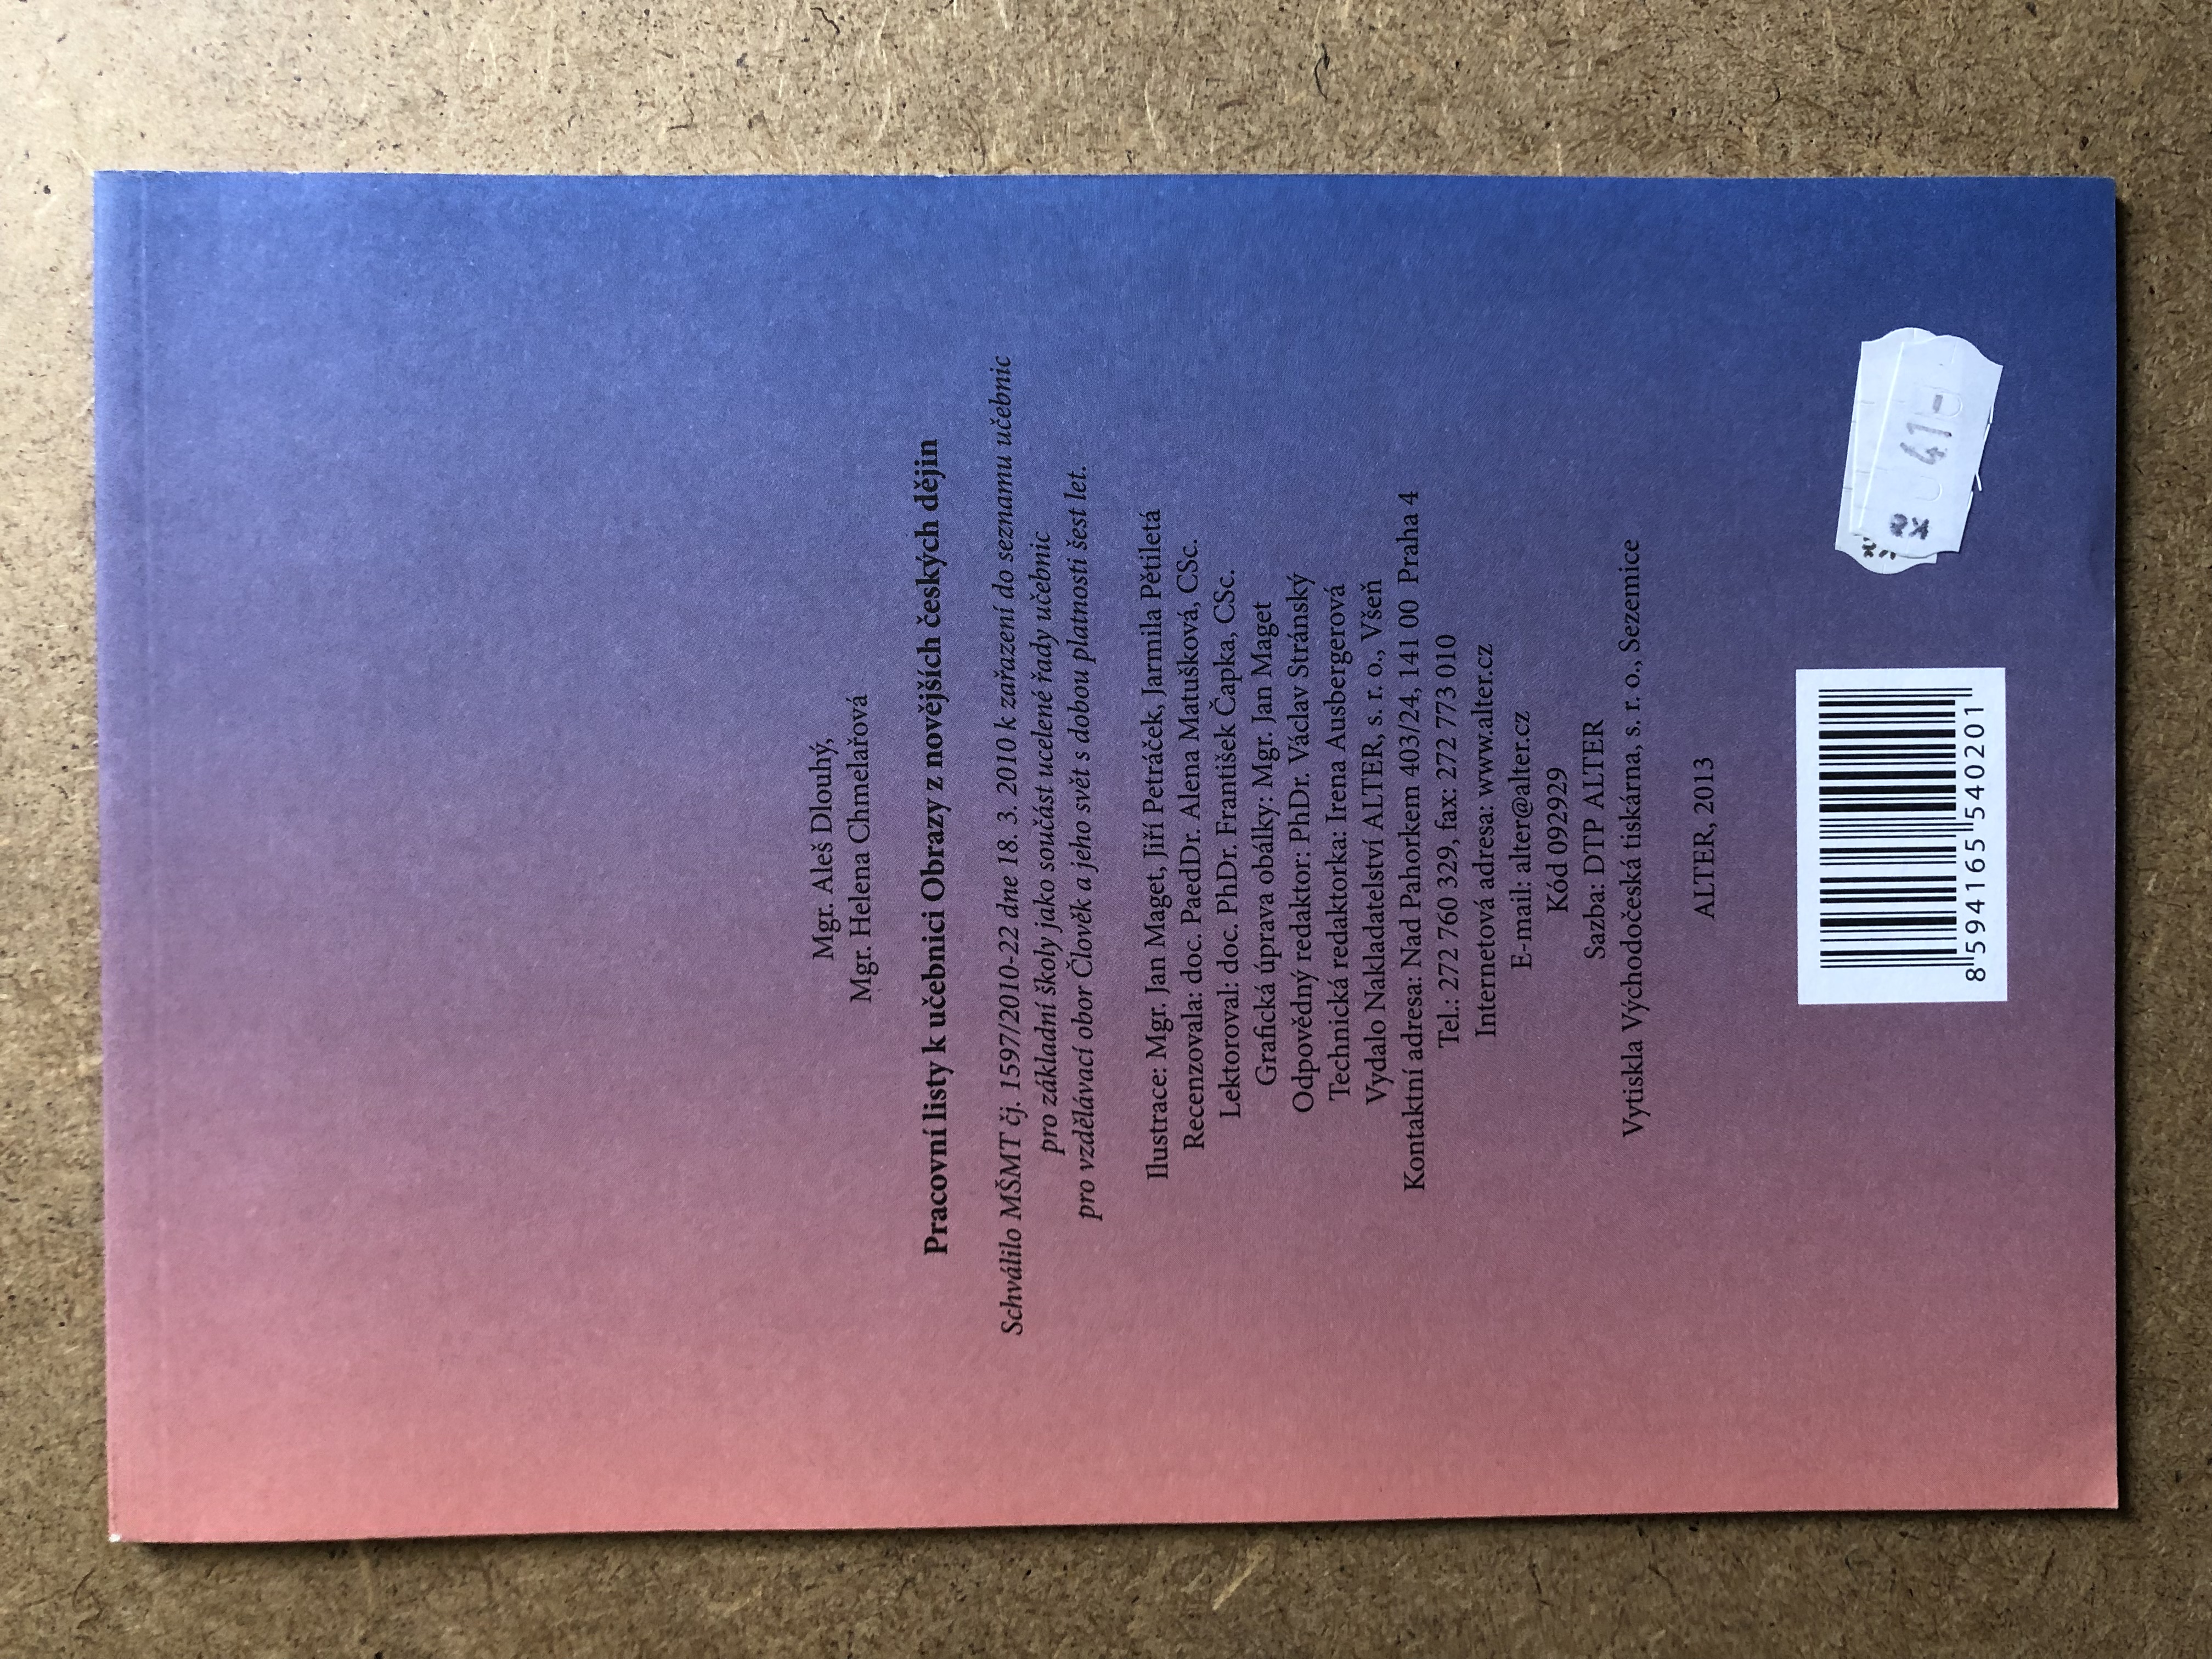 Mgr. Aleš Dlouhý,
Mgr. Helena Chmelařová
Pracovní listy k učebnici Obrazy z novějších českých dějin
Schválilo MŠMT čj. 1597/2010-22 dne 18. 3. 2010 k zařazení do seznamu učebnic
pro základní školy jako součást ucelené řady učebnic
pro vzdělávací obor Člověk a jeho svět s dobou platnosti šest let.
Ilustrace: Mgr. Jan Maget, Jiří Petráček, Jarmila Pětiletá
Recenzovala: doc. PaedDr. Alena Matušková, CSc.
Lektoroval: doc. PhDr. František Čapka, CSc.
Grafická úprava obálky: Mgr. Jan Maget
Odpovědný redaktor: PhDr. Václav Stránský
Technická redaktorka: Irena Ausbergerová
Vydalo Nakladatelství ALTER, s. r. o., Všeň
Kontaktní adresa: Nad Pahorkem 403/24, 141 00 Praha 4
Tel.: 272 760 329, fax: 272 773 010
Internetová adresa: www.alter.cz
E-mail: alter@alter.cz
Kód 092929
Sazba: DTP ALTER
Vytiskla Východočeská tiskárna, s. r. o., Sezemice
ALTER, 2013
8 594165 540201